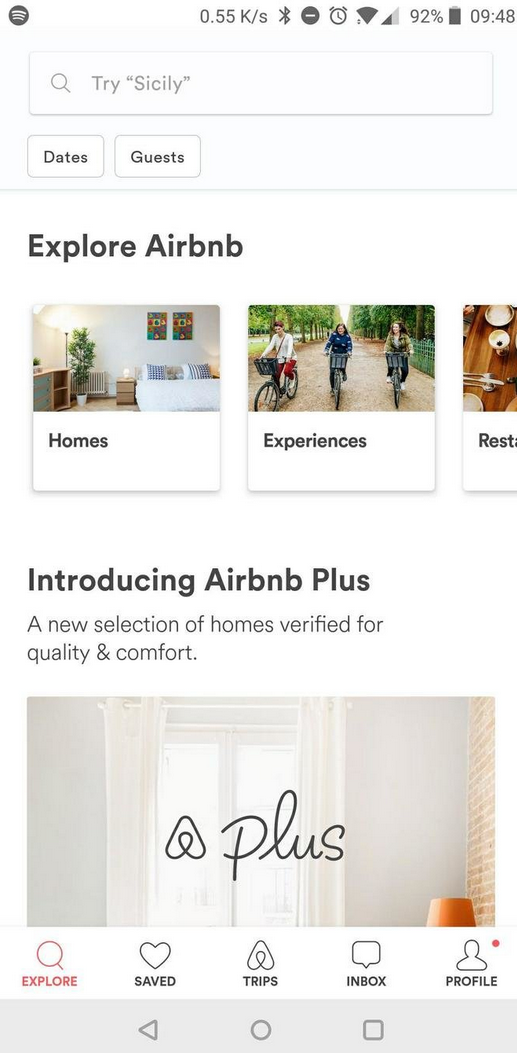 0.55 K/s 92% 09:48
Try “Sicily”
Dates Guests
Explore Airbnb
Homes Experiences Resta
Introducing Airbnb Plus
A new selection of homes verified for
quality & comfort.
plus
EXPLORE SAVED TRIPS INBOX PROFILE